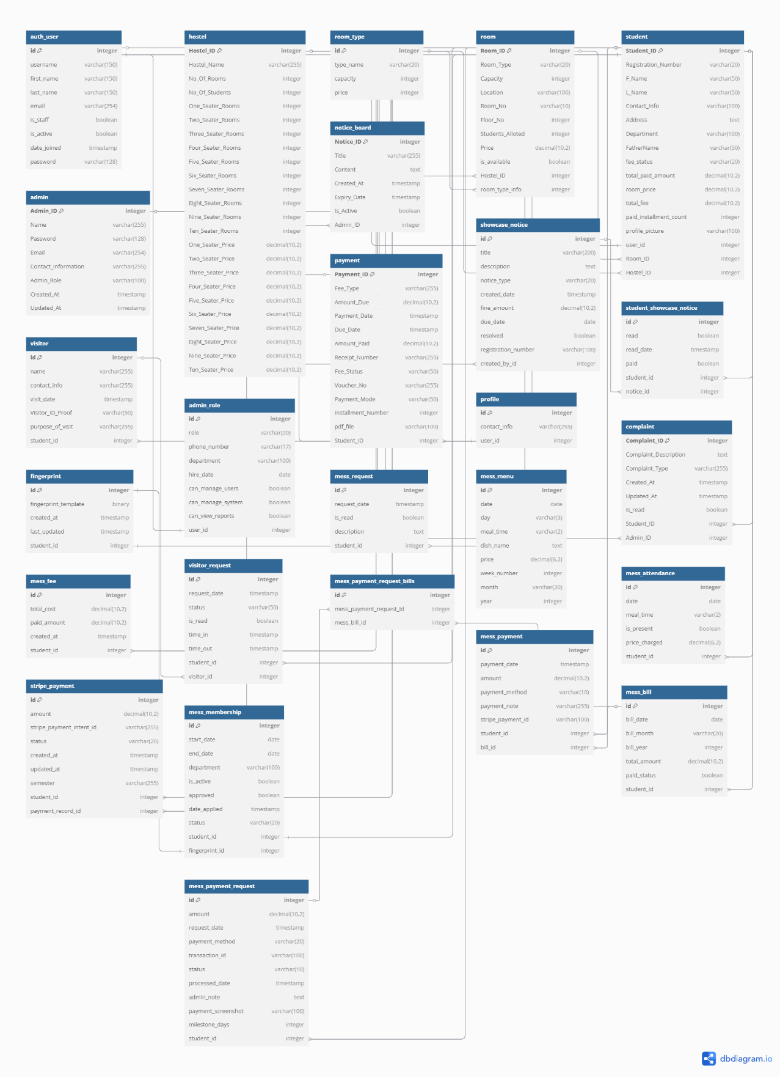 auth_user
id integer
username varchar(150)
first_name varchar(150)
last_name varchar(150)
email varchar(254)
is_staff boolean
is_active boolean
date_joined timestamp
password varchar(128)
admin
Admin_ID integer
Name varchar(255)
Password varchar(128)
Email varchar(254)
Contact_Information varchar(255)
Admin_Role varchar(100)
Created_At timestamp
Updated_At timestamp
visitor
id integer
name varchar(255)
contact_info varchar(255)
visit_date timestamp
Visitor_ID_Proof varchar(50)
purpose_of_visit varchar(255)
student_id integer
fingerprint
id integer
fingerprint_template binary
created_at timestamp
last_updated timestamp
student_id integer
mess_fee
id integer
total_cost decimal(10,2)
paid_amount decimal(10,2)
created_at timestamp
student_id integer
stripe_payment
id integer
amount decimal(10,2)
stripe_payment_intent_id varchar(255)
status varchar(20)
created_at timestamp
updated_at timestamp
semester varchar(255)
student_id integer
payment_record_id integer
hostel
Hostel_ID integer
Hostel_Name varchar(255)
No_Of_Rooms integer
No_Of_Students integer
One_Seater_Rooms integer
Two_Seater_Rooms integer
Three_Seater_Rooms integer
Four_Seater_Rooms integer
Five_Seater_Rooms integer
Six_Seater_Rooms integer
Seven_Seater_Rooms integer
Eight_Seater_Rooms integer
Nine_Seater_Rooms integer
Ten_Seater_Rooms integer
One_Seater_Price decimal(10,2)
Two_Seater_Price decimal(10,2)
Three_Seater_Price decimal(10,2)
Four_Seater_Price decimal(10,2)
Five_Seater_Price decimal(10,2)
Six_Seater_Price decimal(10,2)
Seven_Seater_Price decimal(10,2)
Eight_Seater_Price decimal(10,2)
Nine_Seater_Price decimal(10,2)
Ten_Seater_Price decimal(10,2)
admin_role
id integer
role varchar(20)
phone_number varchar(17)
department varchar(100)
hire_date date
can_manage_users boolean
can_manage_system boolean
can_view_reports boolean
user_id integer
visitor_request
id integer
request_date timestamp
status varchar(50)
is_read boolean
time_in timestamp
time_out timestamp
student_id integer
visitor_id integer
mess_membership
id integer
start_date date
end_date date
department varchar(100)
is_active boolean
approved boolean
date_applied timestamp
status varchar(20)
student_id integer
fingerprint_id integer
mess_payment_request
id integer
amount decimal(10,2)
request_date timestamp
payment_method varchar(20)
transaction_id varchar(100)
status varchar(10)
processed_date timestamp
admin_note text
payment_screenshot varchar(100)
milestone_days integer
student_id integer
room_type
id integer
type_name varchar(20)
capacity integer
price integer
notice_board
Notice_ID integer
Title varchar(255)
Content text
Created_At timestamp
Expiry_Date timestamp
Is_Active boolean
Admin_ID integer
payment
Payment_ID integer
Fee_Type varchar(255)
Amount_Due decimal(10,2)
Payment_Date timestamp
Due_Date timestamp
Amount_Paid decimal(10,2)
Receipt_Number varchar(255)
Fee_Status varchar(50)
Voucher_No varchar(255)
Payment_Mode varchar(50)
Installment_Number integer
pdf_file varchar(100)
Student_ID integer
mess_request
id integer
request_date timestamp
is_read boolean
description text
student_id integer
mess_payment_request_bills
id integer
mess_payment_request_id integer
mess_bill_id integer
room
Room_ID integer
Room_Type varchar(20)
Capacity integer
Location varchar(100)
Room_No varchar(10)
Floor_No integer
Students_Alloted integer
Price decimal(10,2)
is_available boolean
Hostel_ID integer
room_type_info integer
showcase_notice
id integer
title varchar(200)
description text
notice_type varchar(20)
created_date timestamp
fine_amount decimal(10,2)
due_date date
resolved boolean
registration_number varchar(100)
created_by_id integer
profile
id integer
contact_info varchar(255)
user_id integer
mess_menu
id integer
date date
day varchar(3)
meal_time varchar(2)
dish_name text
price decimal(6,2)
week_number integer
month varchar(20)
year integer
mess_payment
id integer
payment_date timestamp
amount decimal(10,2)
payment_method varchar(10)
payment_note varchar(255)
stripe_payment_id varchar(100)
student_id integer
bill_id integer
student
Student_ID integer
Registration_Number varchar(20)
F_Name varchar(50)
L_Name varchar(50)
Contact_Info varchar(100)
Address text
Department varchar(100)
FatherName varchar(50)
fee_status varchar(20)
total_paid_amount decimal(10,2)
room_price decimal(10,2)
total_fee decimal(10,2)
paid_installment_count integer
profile_picture varchar(100)
user_id integer
Room_ID integer
Hostel_ID integer
student_showcase_notice
id integer
read boolean
read_date timestamp
paid boolean
student_id integer
notice_id integer
complaint
Complaint_ID integer
Complaint_Description text
Complaint_Type varchar(255)
Created_At timestamp
Updated_At timestamp
is_read boolean
Student_ID integer
Admin_ID integer
mess_attendance
id integer
date date
meal_time varchar(2)
is_present boolean
price_charged decimal(6,2)
student_id integer
mess_bill
id integer
bill_date date
bill_month varchar(20)
bill_year integer
total_amount decimal(10,2)
paid_status boolean
student_id integer
dbdiagram.io